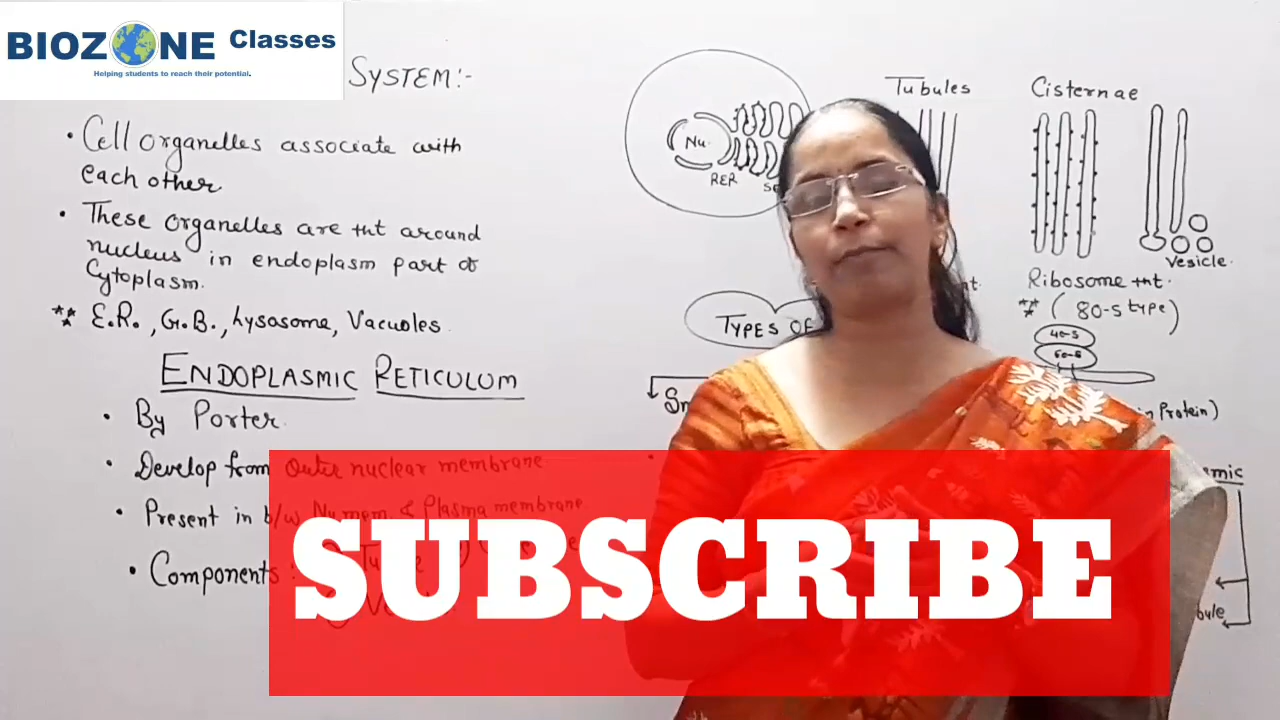 BIOZONE Classes
Helping students to reach their potential.
SYSTEM:-
• Cell organelles associate with
each other
• These organelles are +nt around
nucleus in endoplasm part of
Cytoplasm.
** E.R., G.B., Lysosome, Vacuoles.
ENDOPLASMIC RETICULUM
• By Porter.
• Develop from Outer nuclear membrane
• Present in b/w Nu mem. & Plasma membrane
• Components :
SUBSCRIBE
Nu.
RER
Tubules
Cisternae
Vesicle.
nt.
Ribosome +nt
** (80-S type)
40-S
60-S
TYPES OF
Protein)